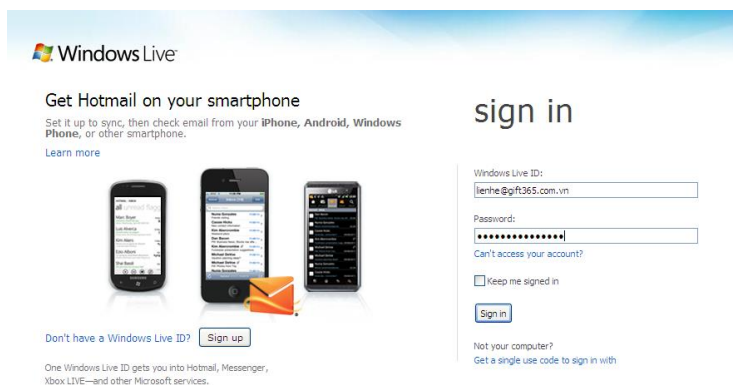 Windows Live™
Get Hotmail on your smartphone
Set it up to sync, then check email from your iPhone, Android, Windows
Phone, or other smartphone.
Learn more
Don't have a Windows Live ID? Sign up
One Windows Live ID gets you into Hotmail, Messenger,
Xbox LIVE—and other Microsoft services.
sign in
Windows Live ID:
lienhe@gift365.com.vn
Password:
Can't access your account?
Keep me signed in
Sign in
Not your computer?
Get a single use code to sign in with